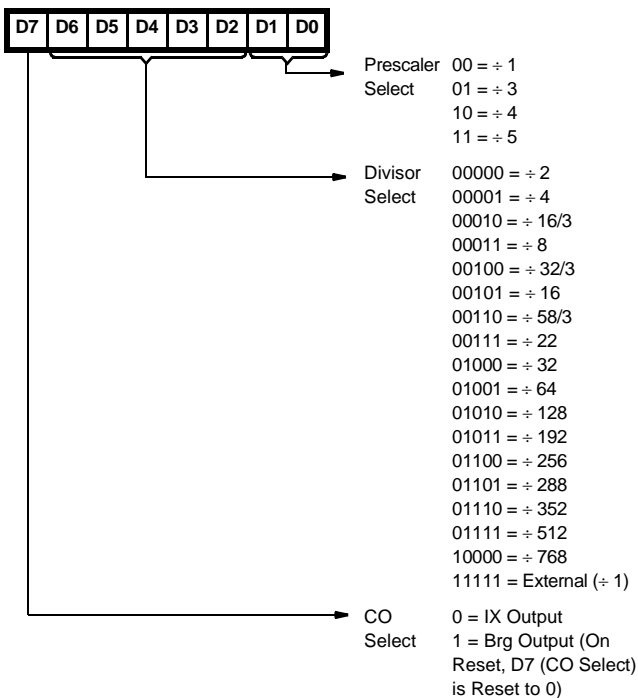 D7 D6 D5 D4 D3 D2 D1 D0
Prescaler 00 = ÷ 1
Select 01 = ÷ 3
10 = ÷ 4
11 = ÷ 5
Divisor 00000 = ÷ 2
Select 00001 = ÷ 4
00010 = ÷ 16/3
00011 = ÷ 8
00100 = ÷ 32/3
00101 = ÷ 16
00110 = ÷ 58/3
00111 = ÷ 22
01000 = ÷ 32
01001 = ÷ 64
01010 = ÷ 128
01011 = ÷ 192
01100 = ÷ 256
01101 = ÷ 288
01110 = ÷ 352
01111 = ÷ 512
10000 = ÷ 768
11111 = External (÷ 1)
CO 0 = IX Output
Select 1 = Brg Output (On
Reset, D7 (CO Select)
is Reset to 0)